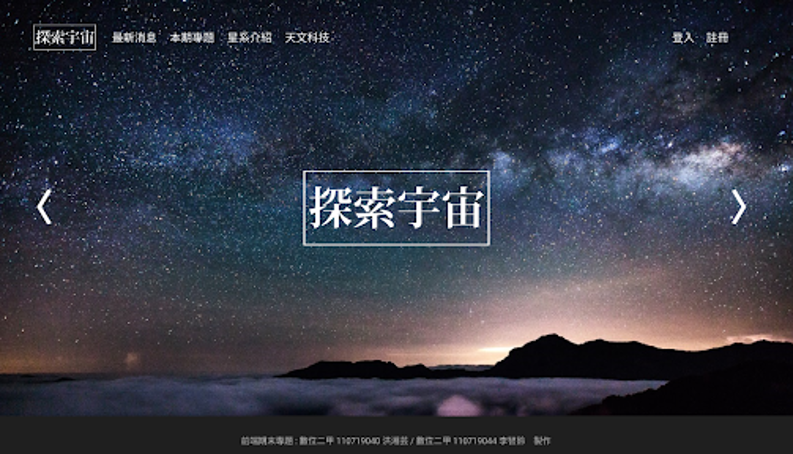 探索宇宙 最新消息 本期專題 星系介紹 天文科技 登入 註冊
探索宇宙
前端期末專題 : 數位二甲 110719040 洪湘芸 / 數位二甲 110719044 李 製作